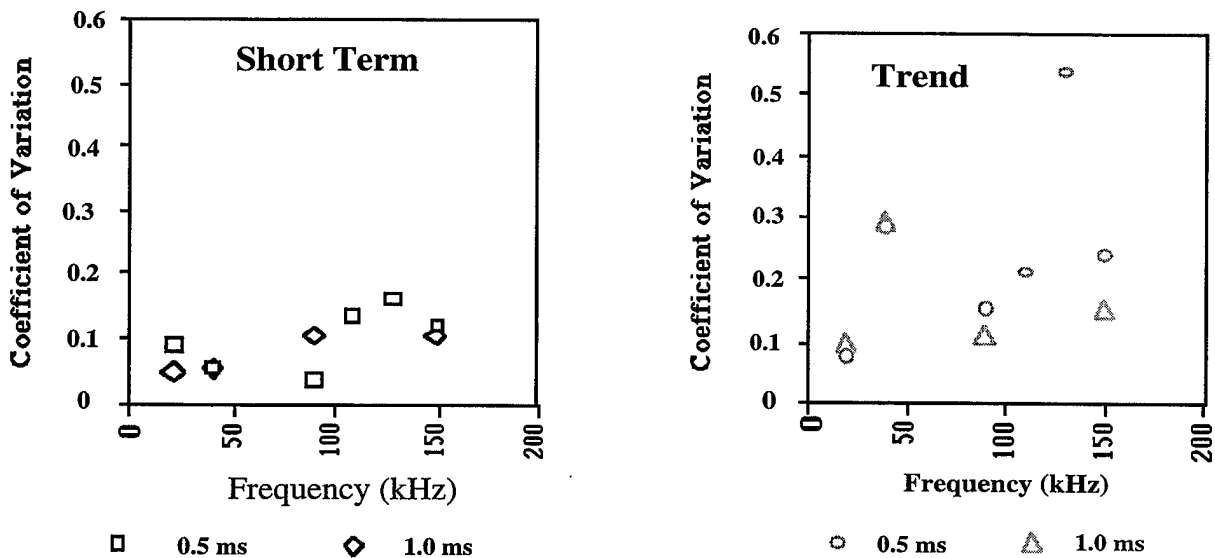 Short Term
Coefficient of Variation
0.6
0.5
0.4
0.3
0.2
0.1
0
0
50
100
150
200
Frequency (kHz)
0.5 ms
1.0 ms
Trend
Coefficient of Variation
0.6
0.5
0.4
0.3
0.2
0.1
0
0
50
100
150
200
Frequency (kHz)
0.5 ms
1.0 ms